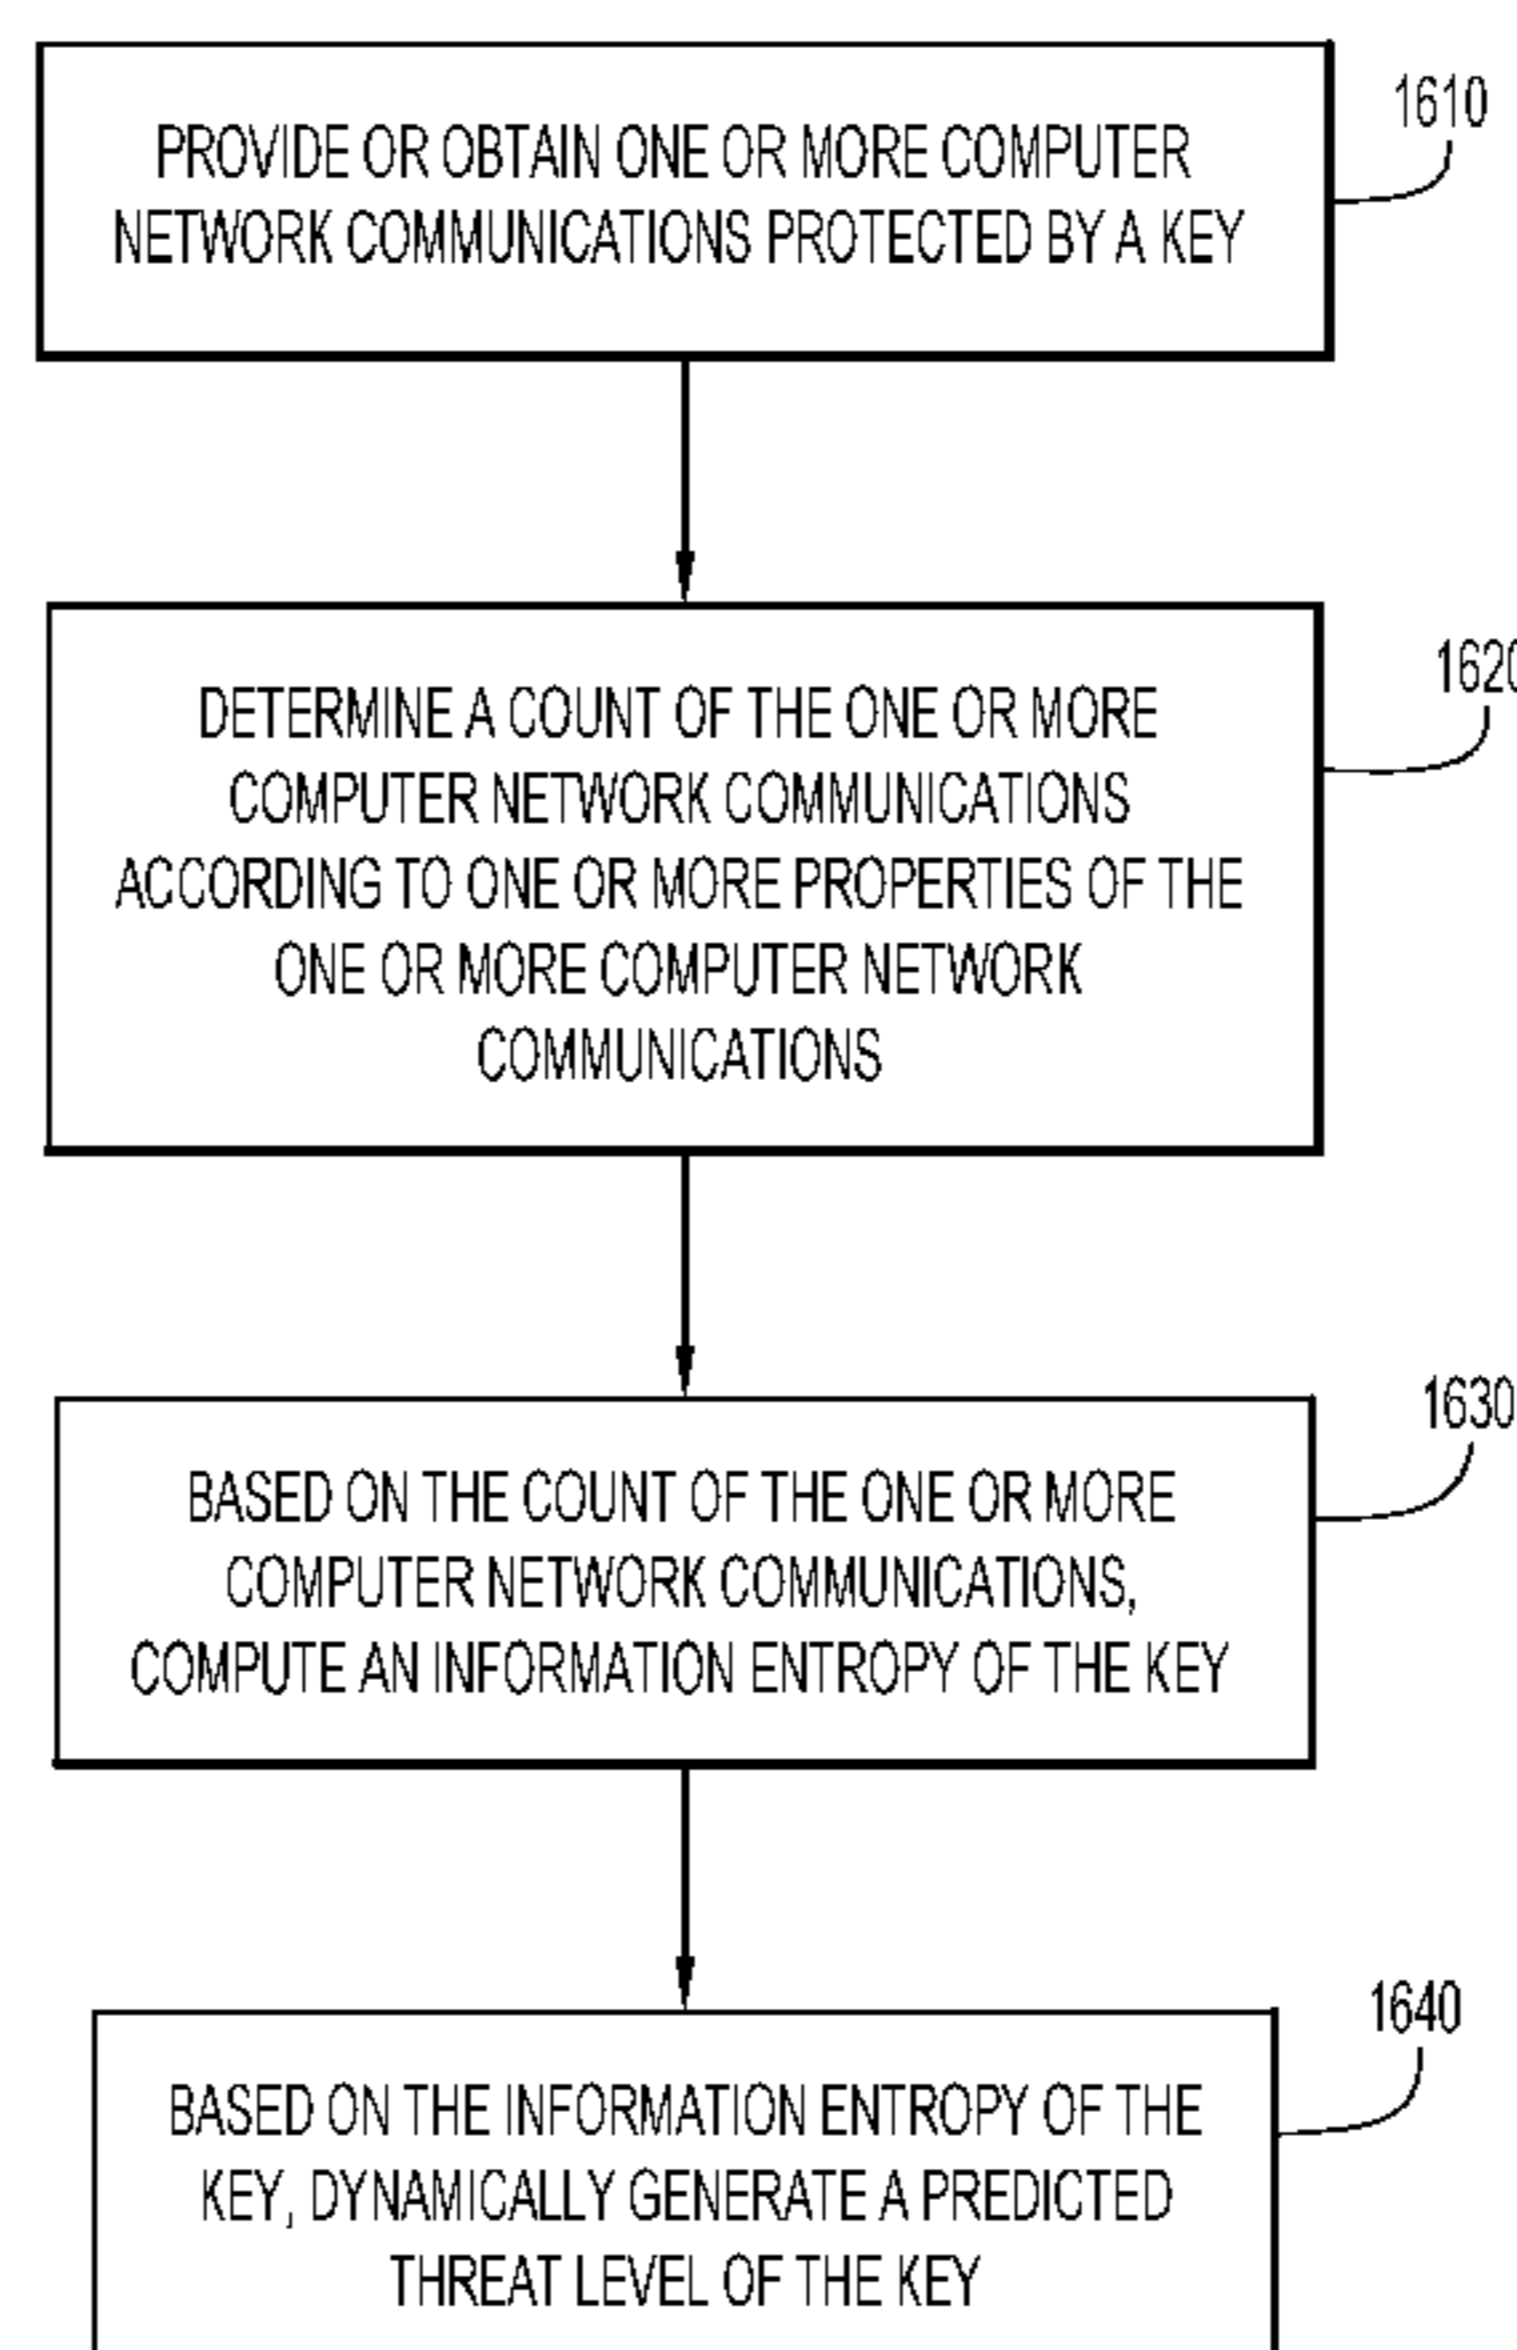 1610
PROVIDE OR OBTAIN ONE OR MORE COMPUTER
NETWORK COMMUNICATIONS PROTECTED BY A KEY
1620
DETERMINE A COUNT OF THE ONE OR MORE
COMPUTER NETWORK COMMUNICATIONS
ACCORDING TO ONE OR MORE PROPERTIES OF THE
ONE OR MORE COMPUTER NETWORK
COMMUNICATIONS
1630
BASED ON THE COUNT OF THE ONE OR MORE
COMPUTER NETWORK COMMUNICATIONS,
COMPUTE AN INFORMATION ENTROPY OF THE KEY
1640
BASED ON THE INFORMATION ENTROPY OF THE
KEY, DYNAMICALLY GENERATE A PREDICTED
THREAT LEVEL OF THE KEY